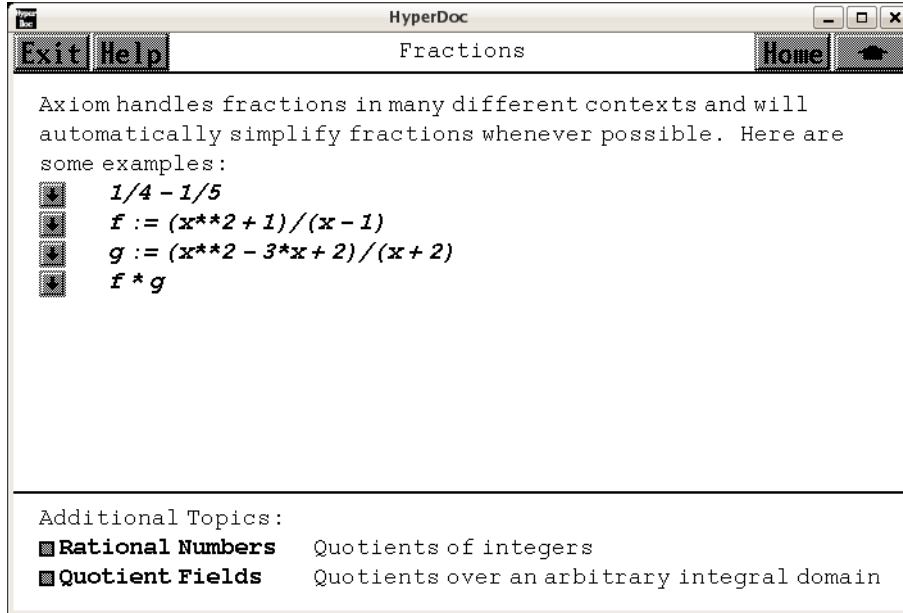 Hyper Doc
HyperDoc
Exit Help Fractions Home
Axiom handles fractions in many different contexts and will
automatically simplify fractions whenever possible. Here are
some examples:
1/4 - 1/5
f := (x**2 + 1)/(x - 1)
g := (x**2 - 3*x + 2)/(x + 2)
f * g
Additional Topics:
Rational Numbers Quotients of integers
Quotient Fields Quotients over an arbitrary integral domain